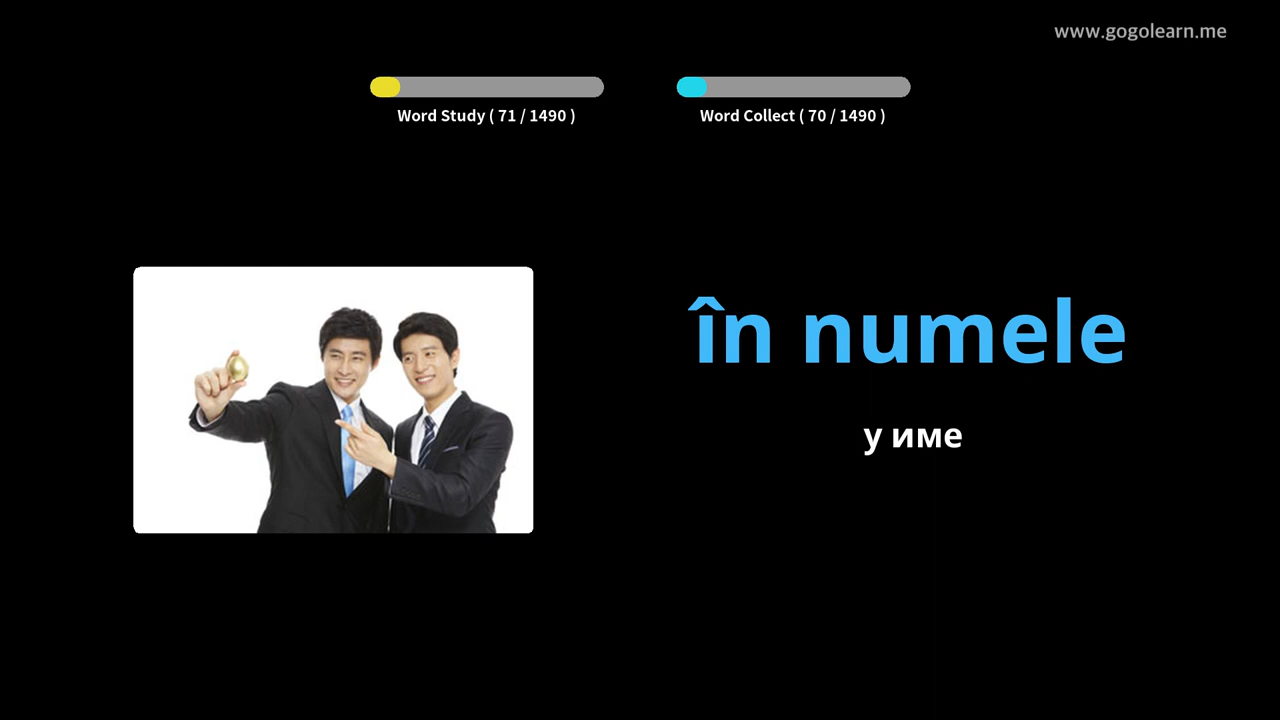 www.gogolearn.me
Word Study ( 71 / 1490 )
Word Collect ( 70 / 1490 )
în numele
у име